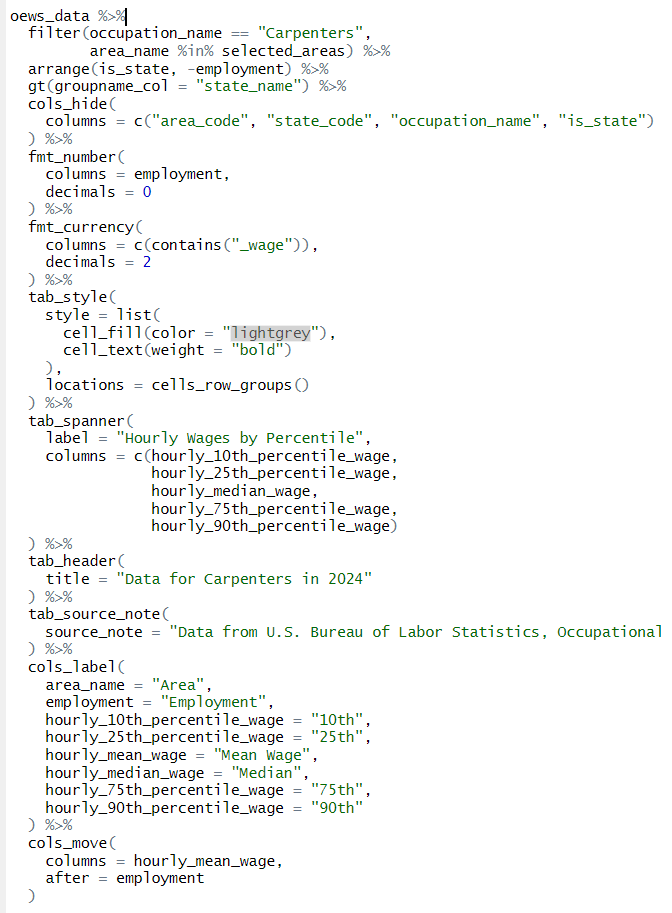 oews_data %>%
  filter(occupation_name == "Carpenters",
         area_name %in% selected_areas) %>%
  arrange(is_state, -employment) %>%
  gt(groupname_col = "state_name") %>%
  cols_hide(
    columns = c("area_code", "state_code", "occupation_name", "is_state")
  ) %>%
  fmt_number(
    columns = employment,
    decimals = 0
  ) %>%
  fmt_currency(
    columns = c(contains("_wage")),
    decimals = 2
  ) %>%
  tab_style(
    style = list(
      cell_fill(color = "lightgrey"),
      cell_text(weight = "bold")
    ),
    locations = cells_row_groups()
  ) %>%
  tab_spanner(
    label = "Hourly Wages by Percentile",
    columns = c(hourly_10th_percentile_wage,
                hourly_25th_percentile_wage,
                hourly_median_wage,
                hourly_75th_percentile_wage,
                hourly_90th_percentile_wage)
  ) %>%
  tab_header(
    title = "Data for Carpenters in 2024"
  ) %>%
  tab_source_note(
    source_note = "Data from U.S. Bureau of Labor Statistics, Occupational
  ) %>%
  cols_label(
    area_name = "Area",
    employment = "Employment",
    hourly_10th_percentile_wage = "10th",
    hourly_25th_percentile_wage = "25th",
    hourly_mean_wage = "Mean Wage",
    hourly_median_wage = "Median",
    hourly_75th_percentile_wage = "75th",
    hourly_90th_percentile_wage = "90th"
  ) %>%
  cols_move(
    columns = hourly_mean_wage,
    after = employment
  )